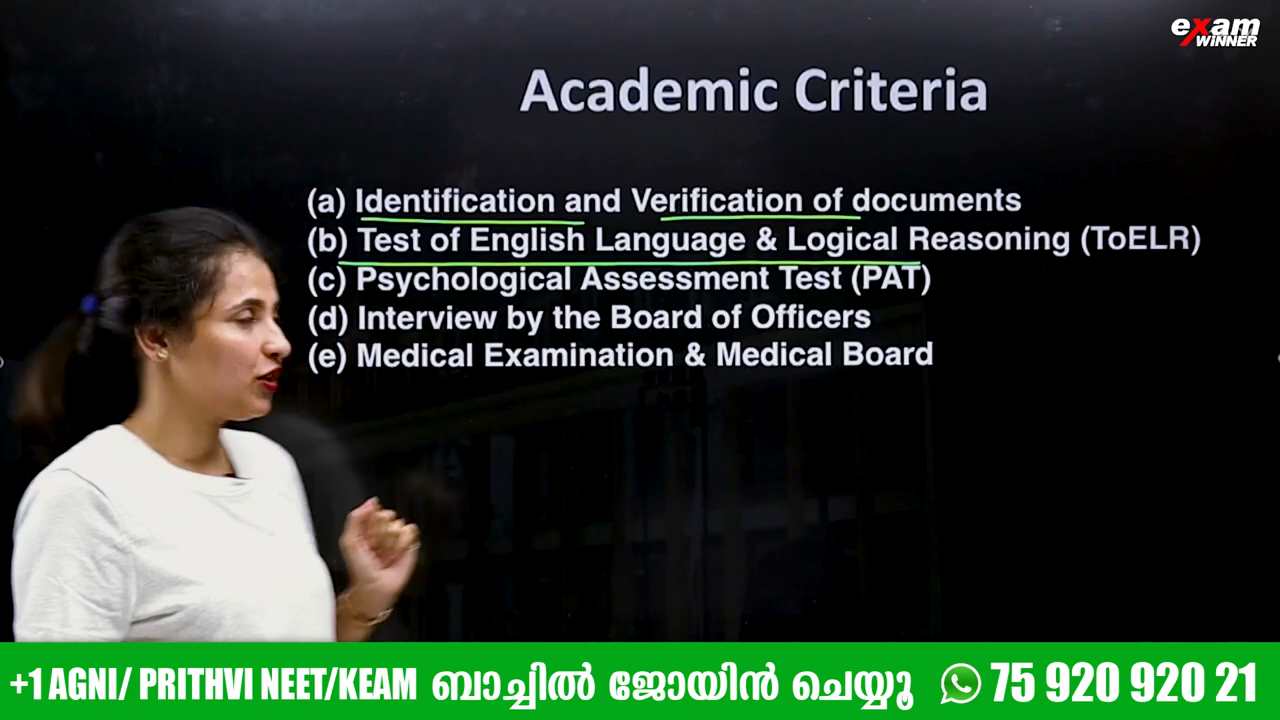 exam
WINNER
Academic Criteria
(a) Identification and Verification of documents
(b) Test of English Language & Logical Reasoning (ToELR)
(c) Psychological Assessment Test (PAT)
(d) Interview by the Board of Officers
(e) Medical Examination & Medical Board
+1 AGNI/ PRITHVI NEET/KEAM ബാച്ചിൽ ജോയിൻ ചെയ്യൂ 75 920 920 21